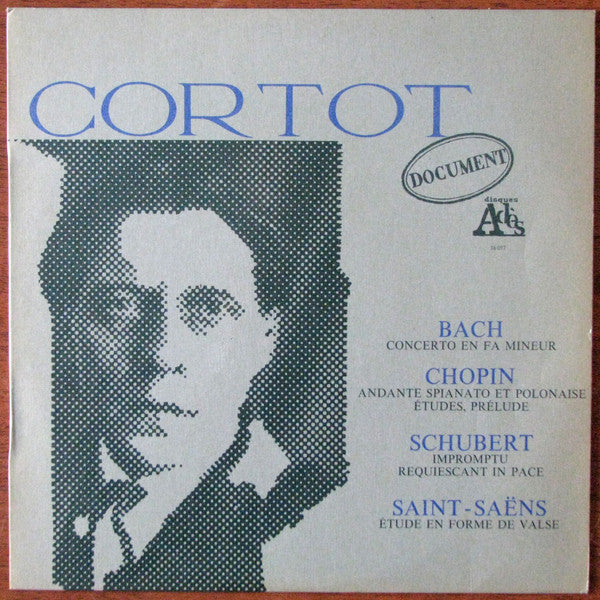 CORTOT
DOCUMENT
disques
Adès
BACH
CONCERTO EN FA MINEUR
CHOPIN
ANDANTE SPIANATO ET POLONAISE
ÉTUDES, PRÉLUDE
SCHUBERT
IMPROMPTU
REQUIESCANT IN PACE
SAINT-SAËNS
ÉTUDE EN FORME DE VALSE